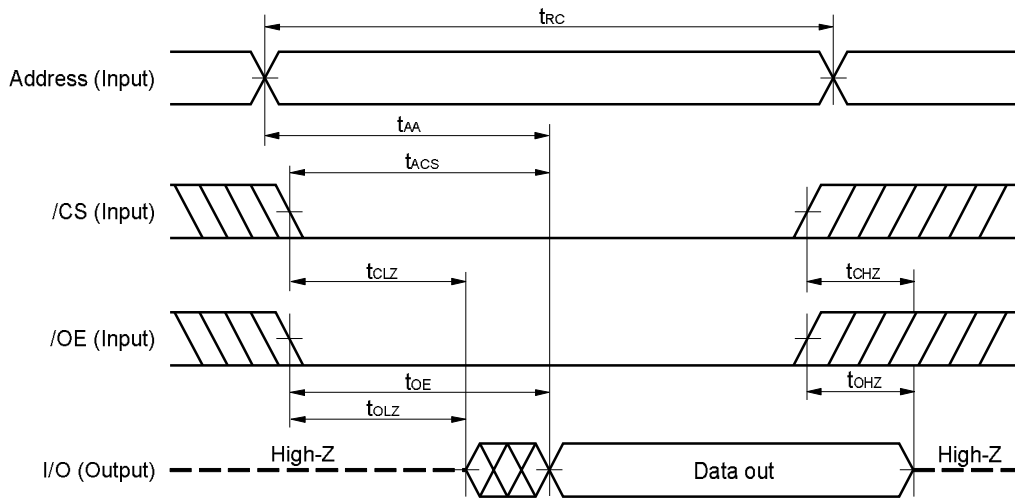 tRC
Address (Input)
tAA
tACS
/CS (Input)
tCLZ
tCHZ
/OE (Input)
tOE
tOHZ
tOLZ
High-Z
High-Z
I/O (Output)
Data out